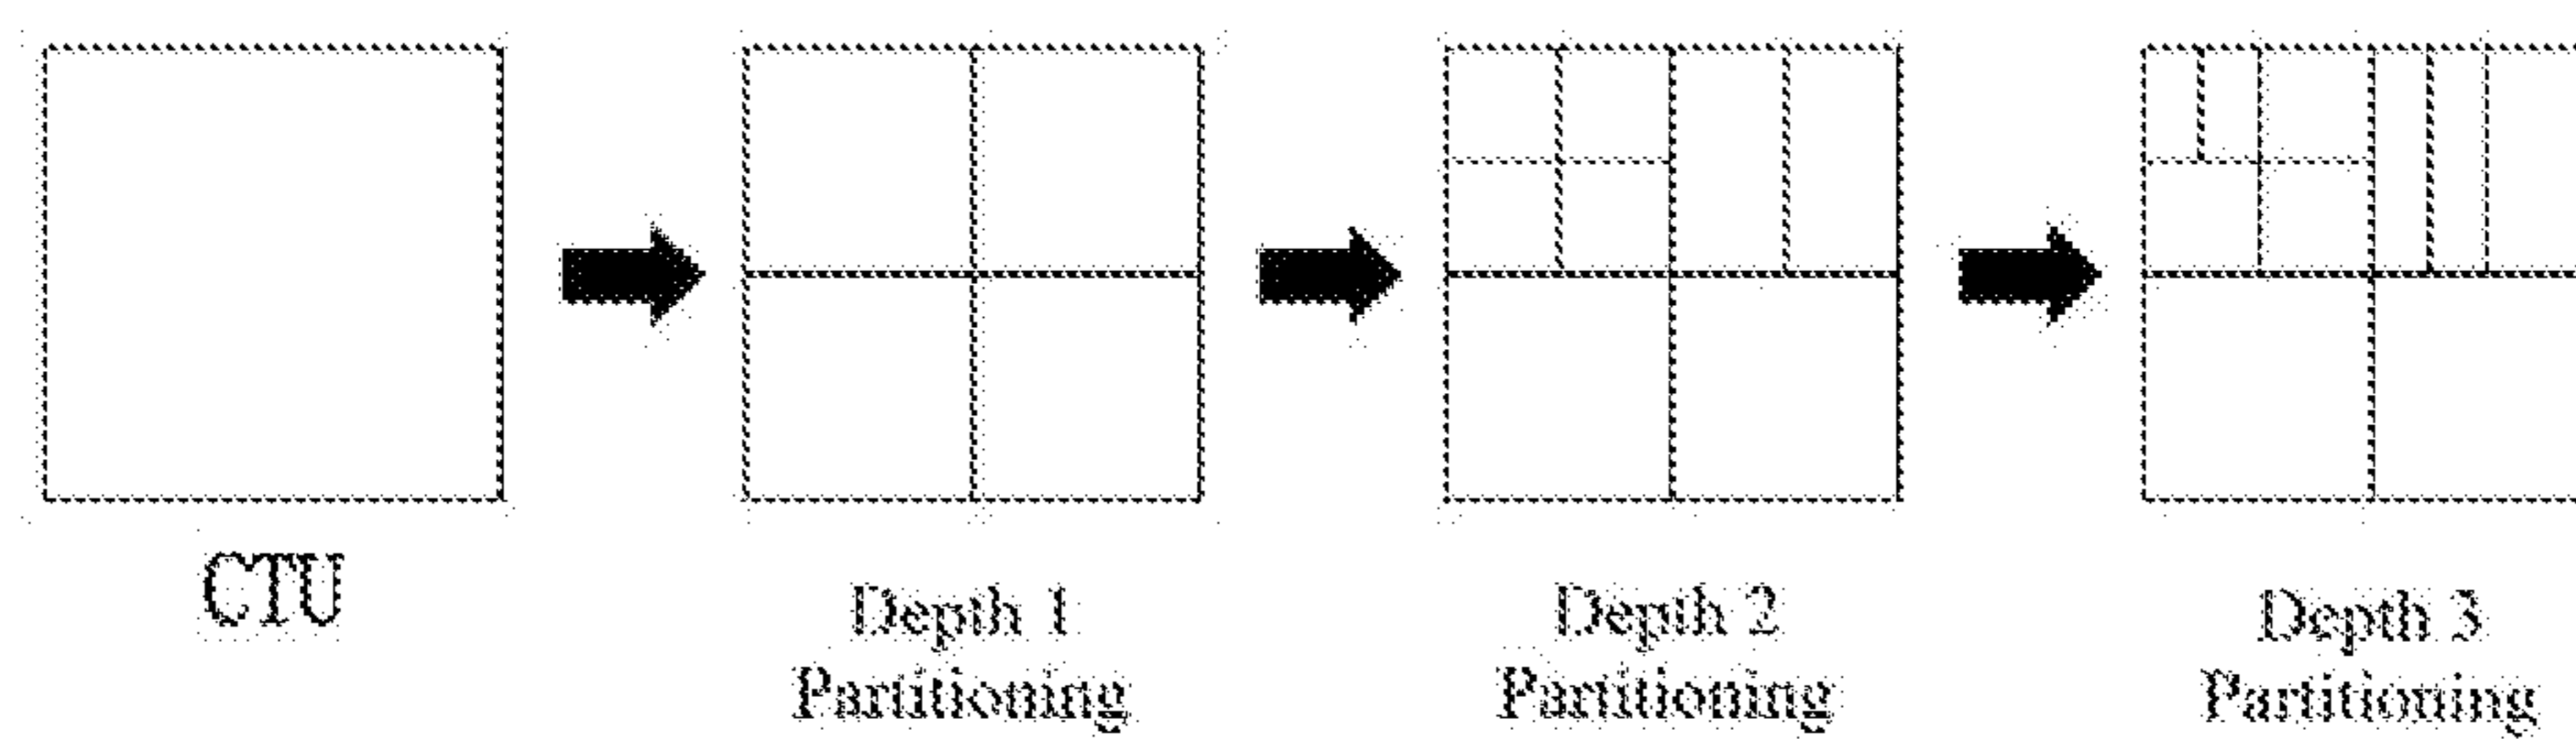 CTU
Depth 1
Partitioning
Depth 2
Partitioning
Depth 3
Partitioning